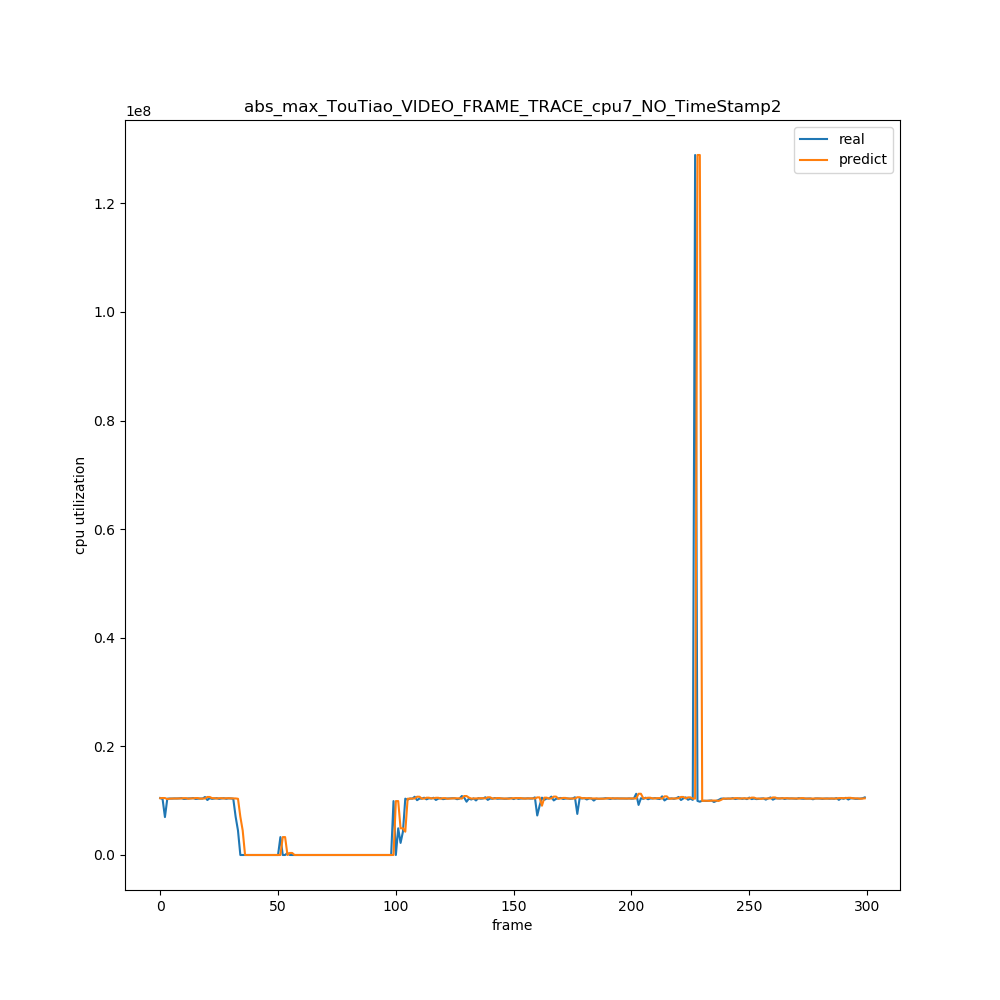 abs_max_TouTiao_VIDEO_FRAME_TRACE_cpu7_NO_TimeStamp2
1e8
real
predict
1.2
1.0
0.8
0.6
0.4
0.2
0.0
cpu utilization
0 50 100 150 200 250 300
frame